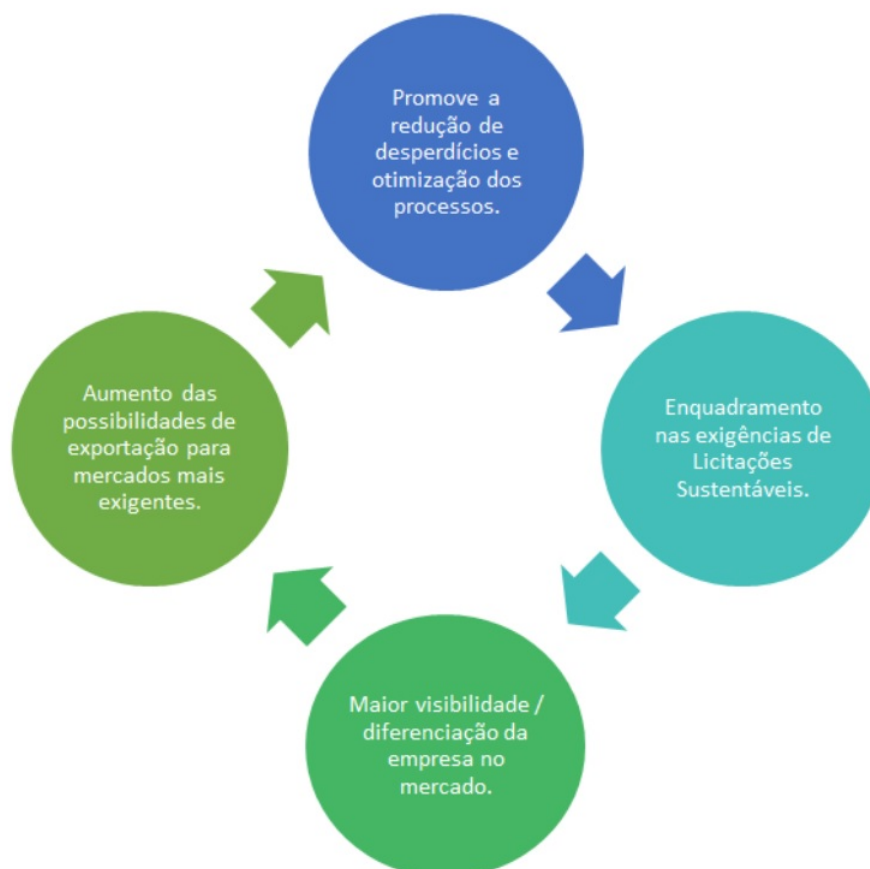 Promove a
redução de
desperdícios e
otimização dos
processos.
Enquadramento
nas exigências de
Licitações
Sustentáveis.
Maior visibilidade /
diferenciação da
empresa no
mercado.
Aumento das
possibilidades de
exportação para
mercados mais
exigentes.